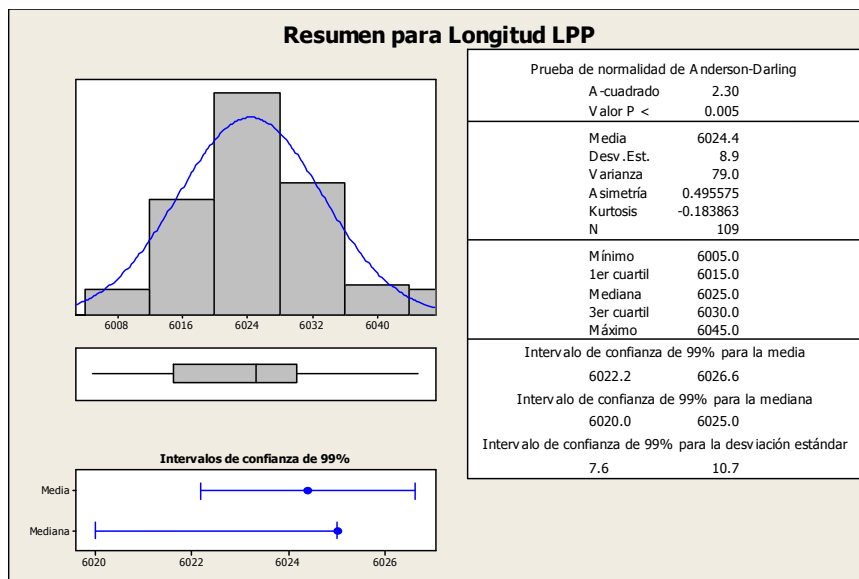 Resumen para Longitud LPP
6008 6016 6024 6032 6040
Intervalos de confianza de 99%
Media
Mediana
6020 6022 6024 6026
Prueba de normalidad de Anderson-Darling
A-cuadrado 2.30
Valor P < 0.005
Media 6024.4
Desv.Est. 8.9
Varianza 79.0
Asimetría 0.495575
Kurtosis -0.183863
N 109
Mínimo 6005.0
1er cuartil 6015.0
Mediana 6025.0
3er cuartil 6030.0
Máximo 6045.0
Intervalo de confianza de 99% para la media
6022.2 6026.6
Intervalo de confianza de 99% para la mediana
6020.0 6025.0
Intervalo de confianza de 99% para la desviación estándar
7.6 10.7